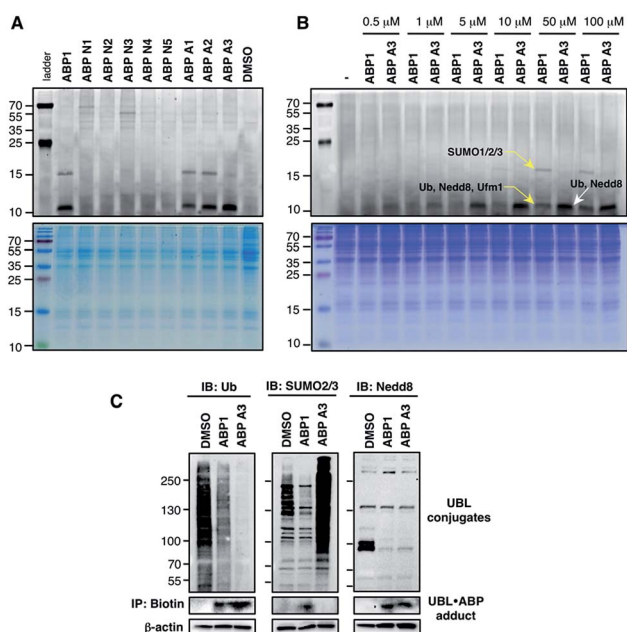 A
ladder
ABP1
ABP N1
ABP N2
ABP N3
ABP N4
ABP N5
ABP A1
ABP A2
ABP A3
DMSO
70
55
35
25
15
10
70
55
35
25
15
10
B
0.5 µM
1 µM
5 µM
10 µM
50 µM
100 µM
-
ABP1
ABP A3
ABP1
ABP A3
ABP1
ABP A3
ABP1
ABP A3
ABP1
ABP A3
ABP1
ABP A3
70
55
35
25
15
10
SUMO1/2/3
Ub, Nedd8, Ufm1
Ub, Nedd8
70
55
35
25
15
10
C
IB: Ub
IB: SUMO2/3
IB: Nedd8
DMSO
ABP1
ABP A3
DMSO
ABP1
ABP A3
DMSO
ABP1
ABP A3
250
130
100
70
55
UBL
conjugates
IP: Biotin
UBL•ABP
adduct
β-actin